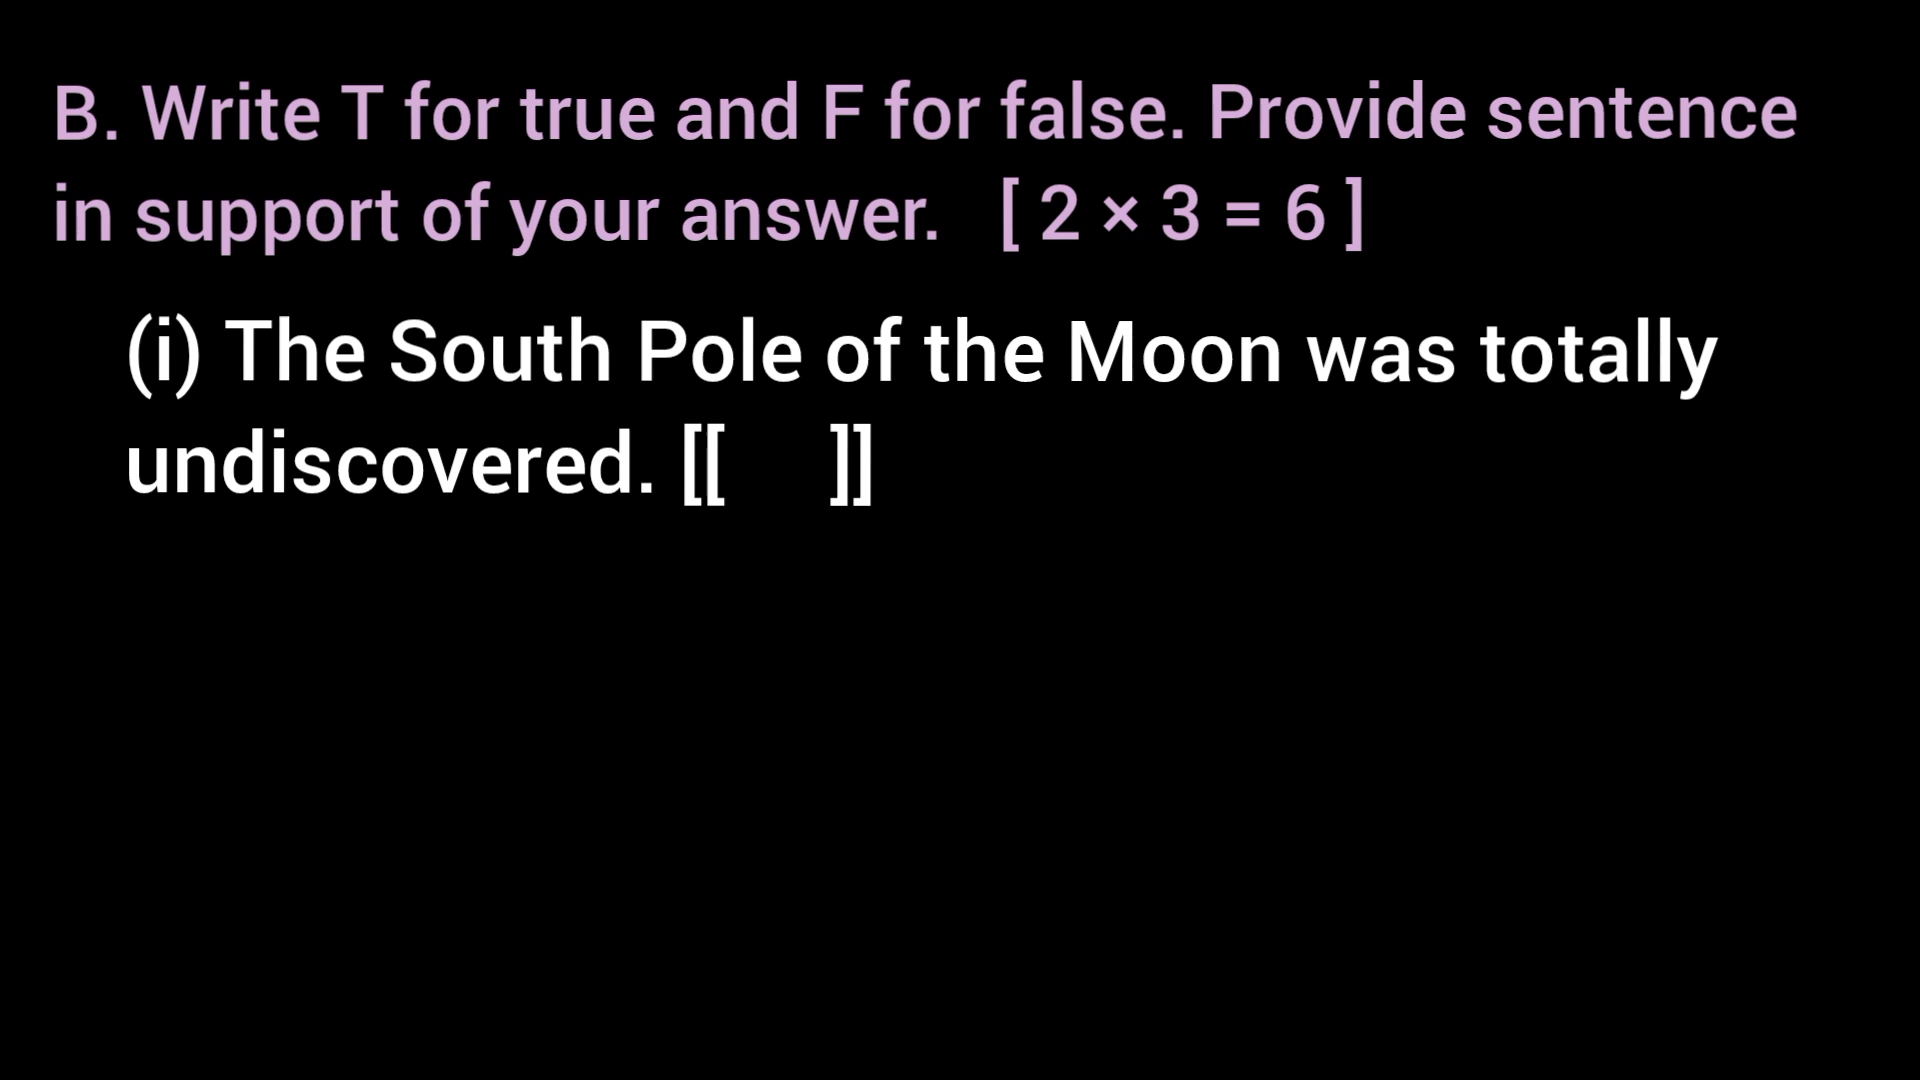 B. Write T for true and F for false. Provide sentence
in support of your answer. [ 2 × 3 = 6 ]
(i) The South Pole of the Moon was totally
undiscovered. [[ ]]